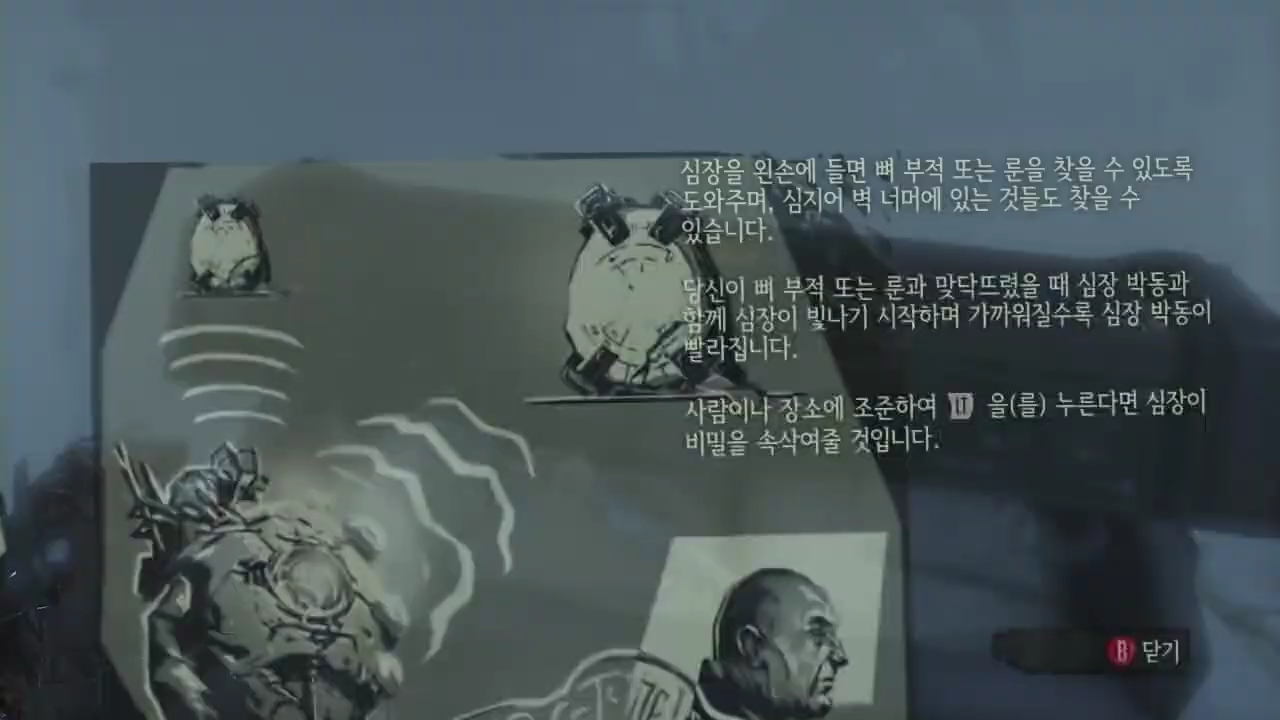 심장을 왼손에 들면 뼈 부적 또는 룬을 찾을 수 있도록
도와주며, 심지어 벽 너머에 있는 것들도 찾을 수
있습니다.
당신이 뼈 부적 또는 룬과 맞닥뜨렸을 때 심장 박동과
함께 심장이 빛나기 시작하며 가까워질수록 심장 박동이
빨라집니다.
사람이나 장소에 조준하여 LT 을(를) 누른다면 심장이
비밀을 속삭여줄 것입니다.
B 닫기